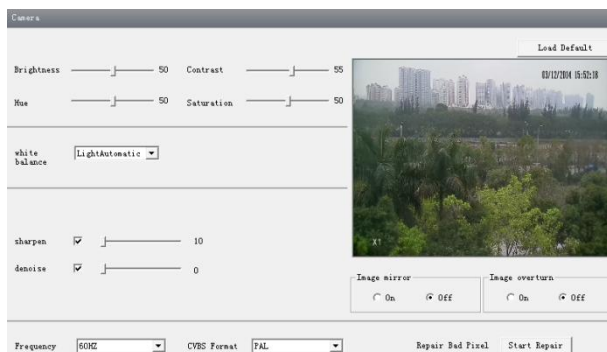 Camera
Load Default
Brightness 50 Contrast 55
Hue 50 Saturation 50
03/12/2014 15:52:18
white
balance
LightAutomatic
X1
sharpen 10
denoise 0
Image mirror Image overturn
On Off On Off
Frequency 60HZ CVBS Format PAL Repair Bad Pixel Start Repair